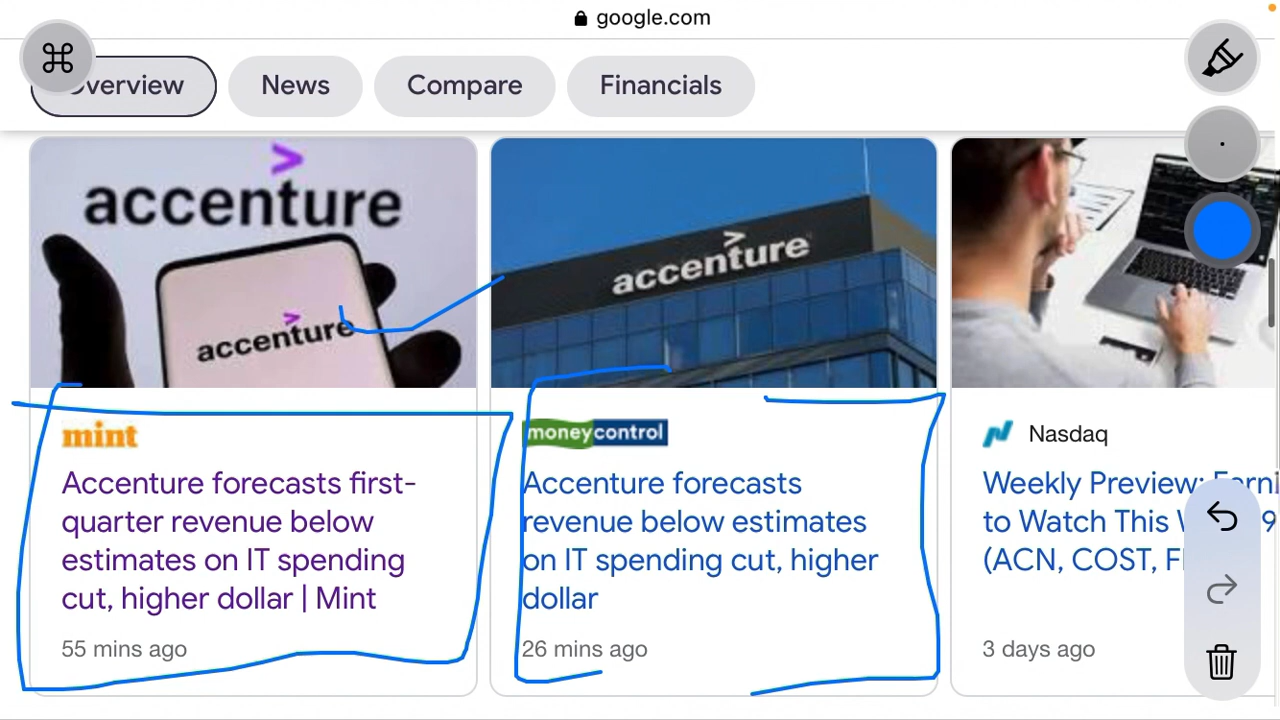 google.com
Overview
News
Compare
Financials
accenture
accenture
mint
Accenture forecasts first-
quarter revenue below
estimates on IT spending
cut, higher dollar | Mint
55 mins ago
accenture
moneycontrol
Accenture forecasts
revenue below estimates
on IT spending cut, higher
dollar
26 mins ago
Nasdaq
Weekly Preview:
to Watch This
(ACN, COST,
3 days ago